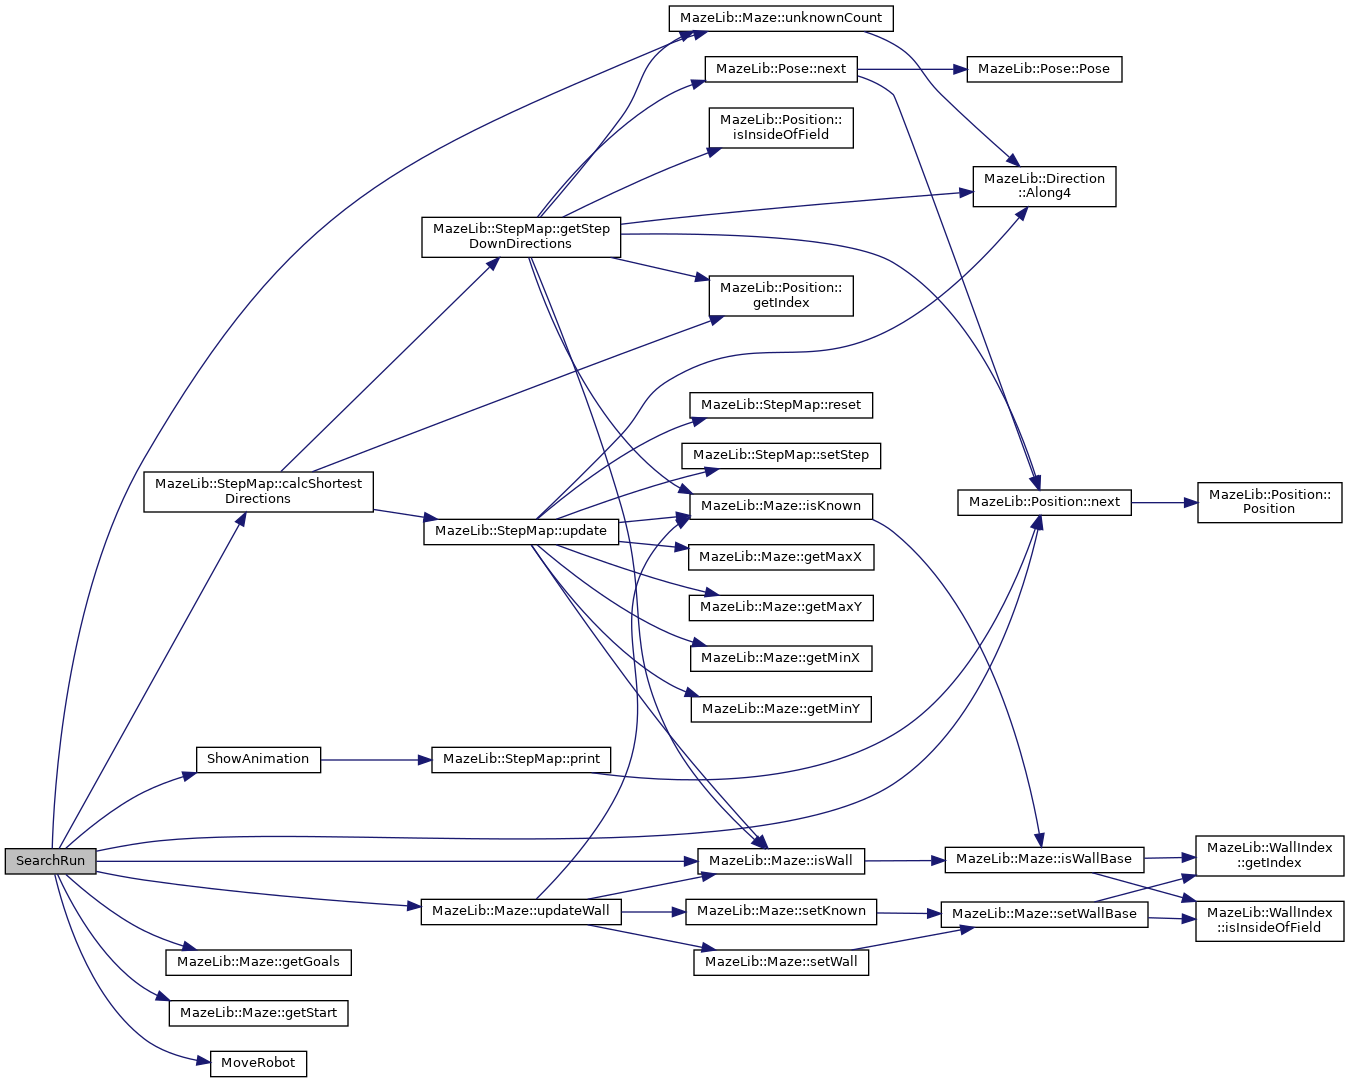 MazeLib::Maze::unknownCount
MazeLib::Pose::next
MazeLib::Pose::Pose
MazeLib::Position::
isInsideOfField
MazeLib::Direction
::Along4
MazeLib::StepMap::getStep
DownDirections
MazeLib::Position::
getIndex
MazeLib::StepMap::reset
MazeLib::StepMap::setStep
MazeLib::StepMap::calcShortest
Directions
MazeLib::Maze::isKnown
MazeLib::Position::next
MazeLib::Position::
Position
MazeLib::StepMap::update
MazeLib::Maze::getMaxX
MazeLib::Maze::getMaxY
MazeLib::Maze::getMinX
MazeLib::Maze::getMinY
ShowAnimation
MazeLib::StepMap::print
SearchRun
MazeLib::Maze::isWall
MazeLib::Maze::isWallBase
MazeLib::WallIndex
::getIndex
MazeLib::Maze::updateWall
MazeLib::Maze::setKnown
MazeLib::Maze::setWallBase
MazeLib::WallIndex
::isInsideOfField
MazeLib::Maze::getGoals
MazeLib::Maze::setWall
MazeLib::Maze::getStart
MoveRobot